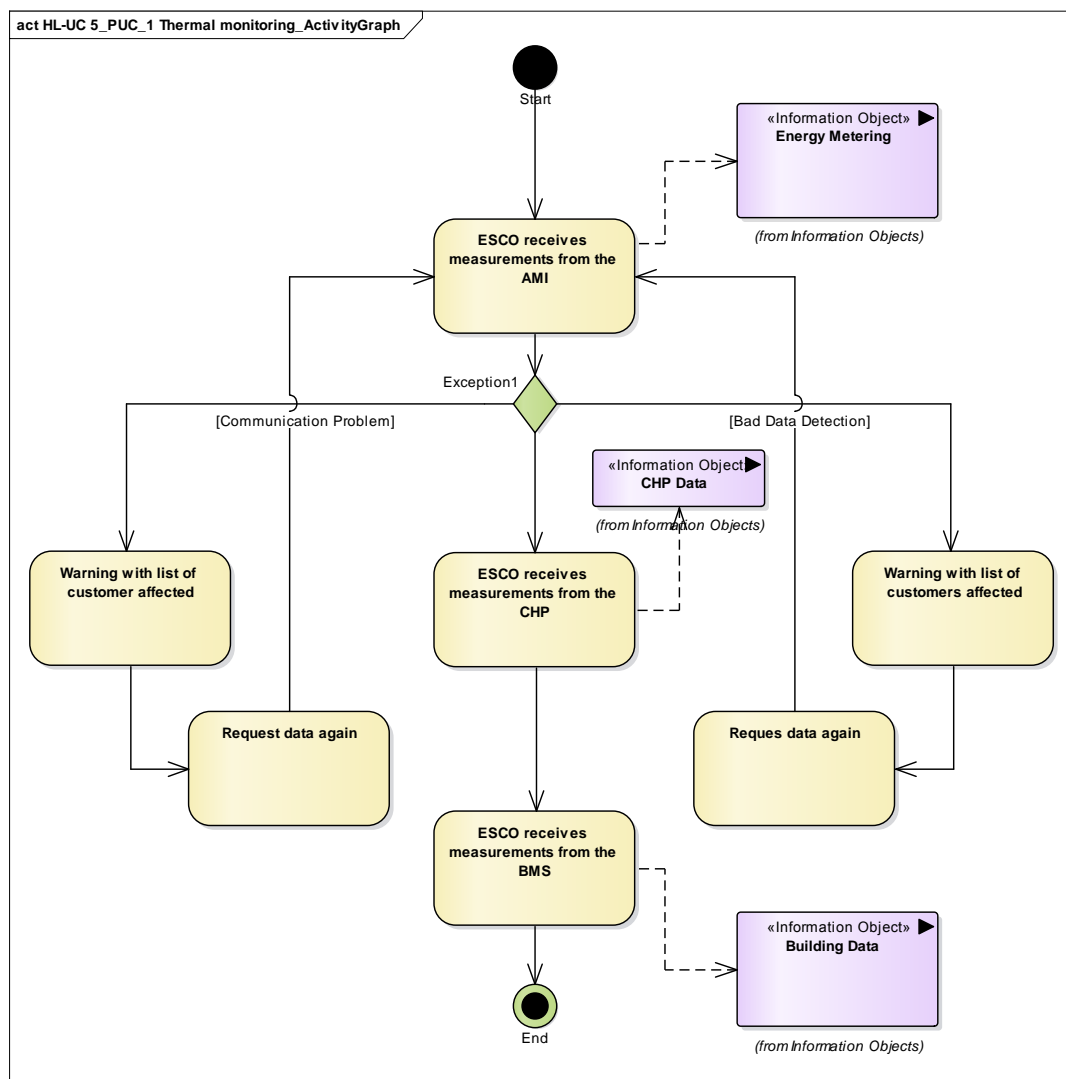 act HL-UC 5_PUC_1 Thermal monitoring_ActivityGraph
Start
«Information Object»
Energy Metering
(from Information Objects)
ESCO receives
measurements from the
AMI
Exception1
[Communication Problem]
[Bad Data Detection]
«Information Object»
CHP Data
(from Information Objects)
Warning with list of
customer affected
ESCO receives
measurements from the
CHP
Warning with list of
customers affected
Request data again
Reques data again
ESCO receives
measurements from the
BMS
«Information Object»
Building Data
(from Information Objects)
End